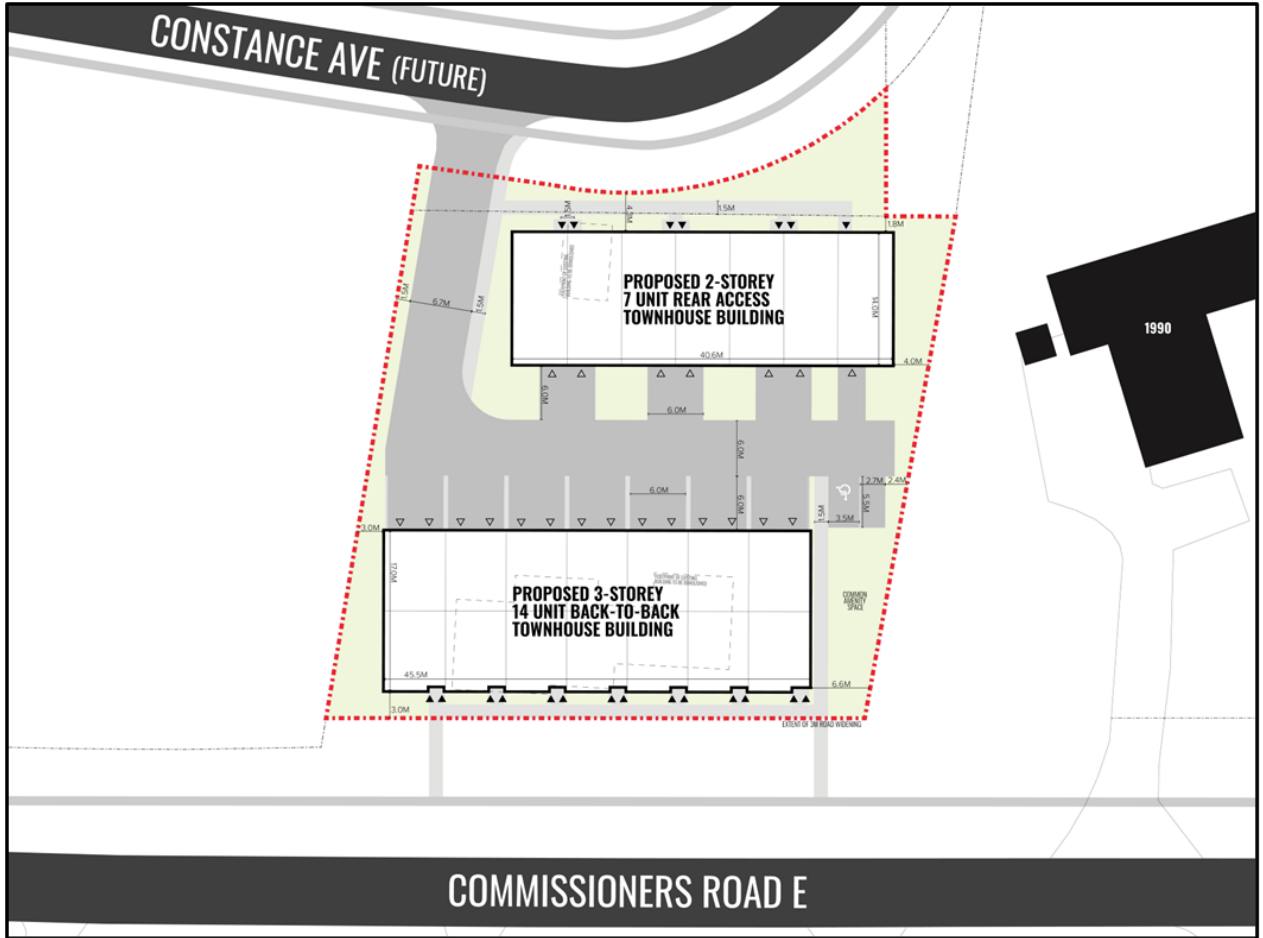 CONSTANCE AVE (FUTURE)
1.5M
4.5M
1.5M
1.8M
PROPOSED 2-STOREY
7 UNIT REAR ACCESS
TOWNHOUSE BUILDING
14.0M
1.5M
6.7M
1.5M
40.6M
4.0M
1990
6.0M
6.0M
6.0M
6.0M
6.0M
2.7M
2.4M
5.5M
1.5M
3.5M
3.0M
17.0M
PROPOSED 3-STOREY
14 UNIT BACK-TO-BACK
TOWNHOUSE BUILDING
COMMON
AMENITY
SPACE
45.5M
6.6M
3.0M
EXTENT OF 3M ROAD WIDENING
COMMISSIONERS ROAD E